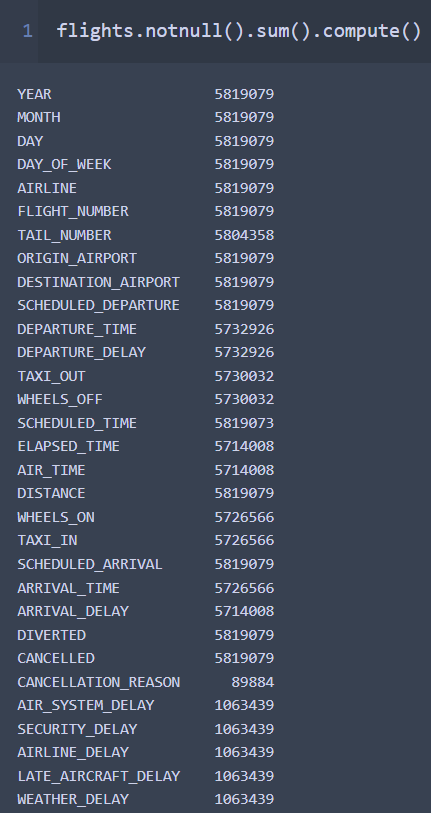 1 flights.notnull().sum().compute()
YEAR 5819079
MONTH 5819079
DAY 5819079
DAY_OF_WEEK 5819079
AIRLINE 5819079
FLIGHT_NUMBER 5819079
TAIL_NUMBER 5804358
ORIGIN_AIRPORT 5819079
DESTINATION_AIRPORT 5819079
SCHEDULED_DEPARTURE 5819079
DEPARTURE_TIME 5732926
DEPARTURE_DELAY 5732926
TAXI_OUT 5730032
WHEELS_OFF 5730032
SCHEDULED_TIME 5819073
ELAPSED_TIME 5714008
AIR_TIME 5714008
DISTANCE 5819079
WHEELS_ON 5726566
TAXI_IN 5726566
SCHEDULED_ARRIVAL 5819079
ARRIVAL_TIME 5726566
ARRIVAL_DELAY 5714008
DIVERTED 5819079
CANCELLED 5819079
CANCELLATION_REASON 89884
AIR_SYSTEM_DELAY 1063439
SECURITY_DELAY 1063439
AIRLINE_DELAY 1063439
LATE_AIRCRAFT_DELAY 1063439
WEATHER_DELAY 1063439